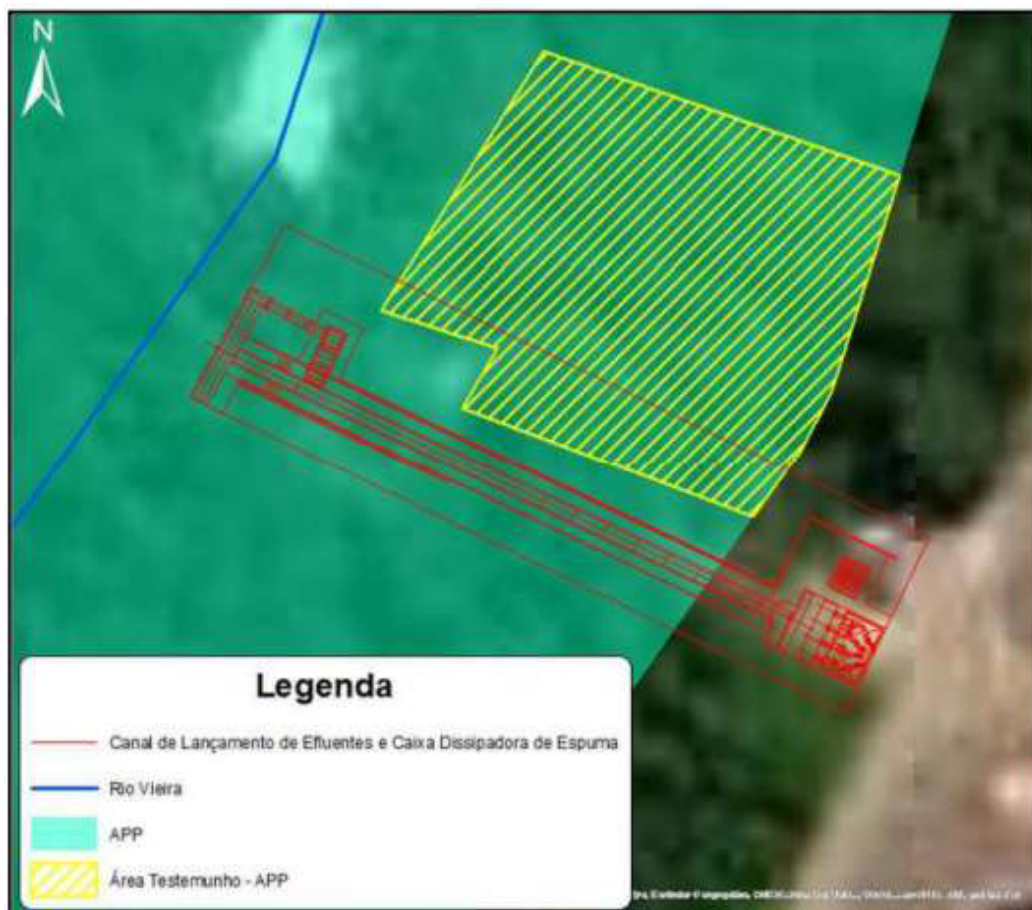 N
Legenda
Canal de Lançamento de Efluentes e Caixa Dissipadora de Espuma
Rio Vieira
APP
Área Testemunho - APP